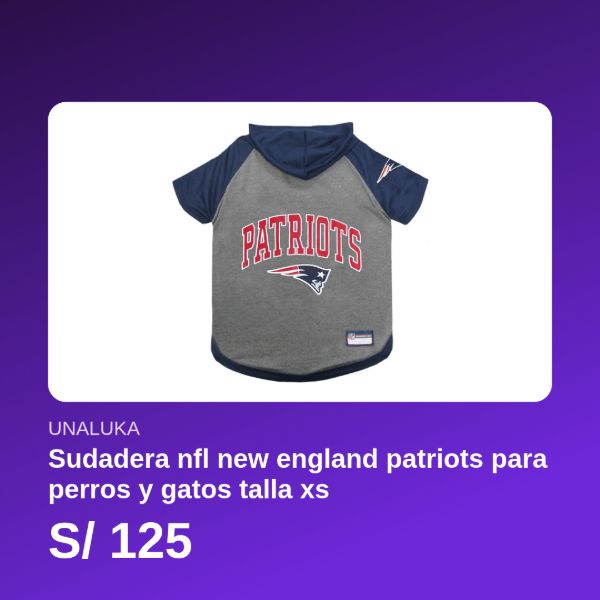 PATRIOTS
UNALUKA
Sudadera nfl new england patriots para
perros y gatos talla xs
S/ 125